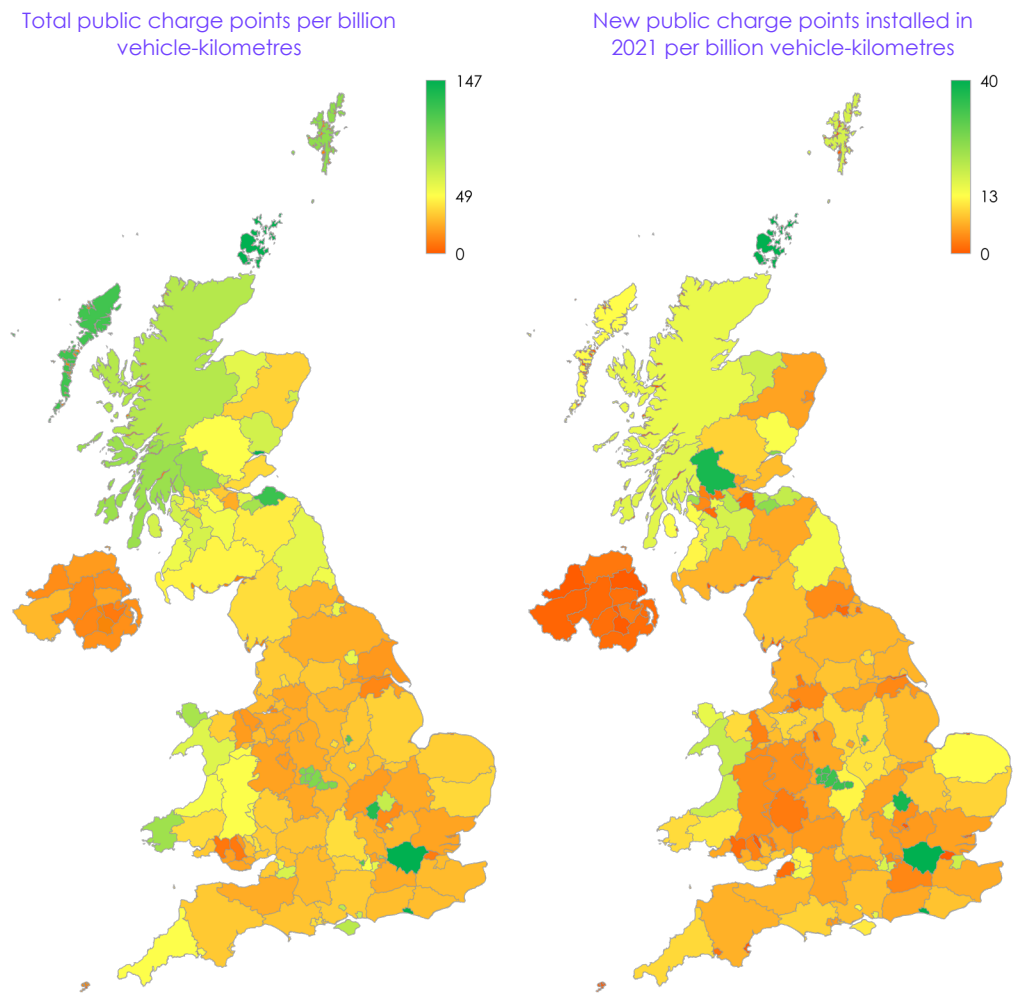 Total public charge points per billion
vehicle-kilometres
147
49
0
New public charge points installed in
2021 per billion vehicle-kilometres
40
13
0